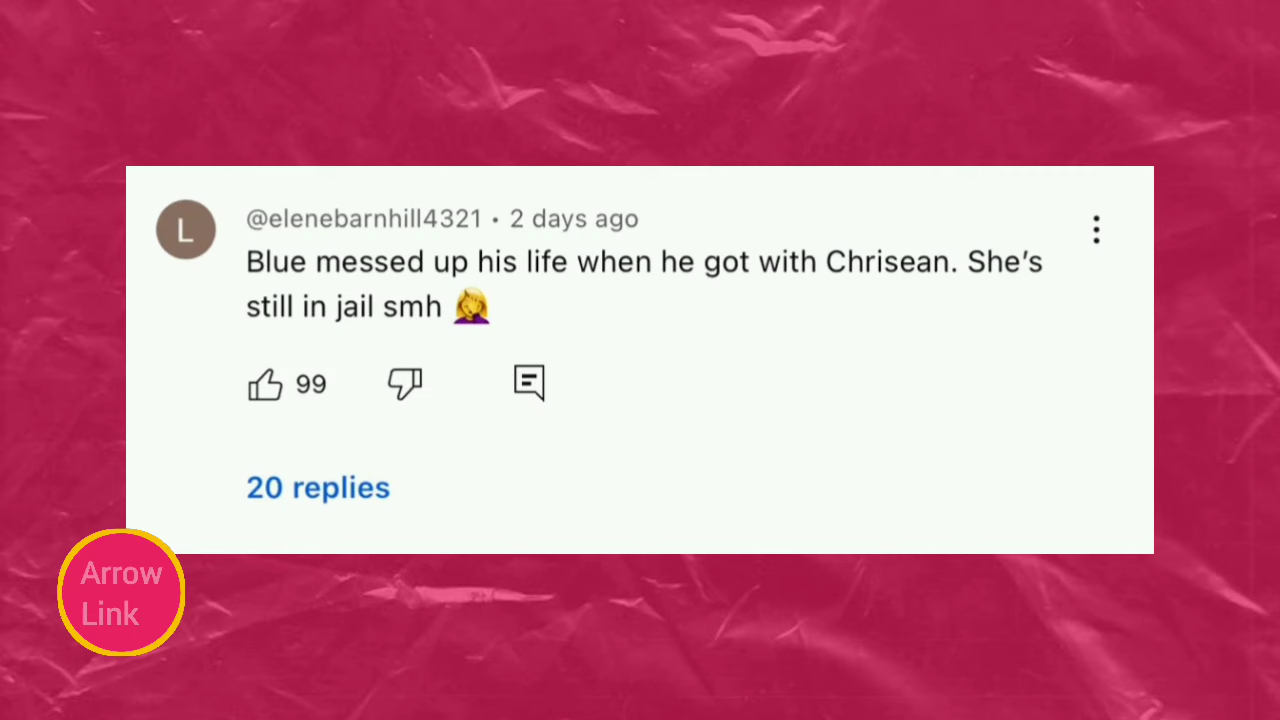 L
@elenebarnhill4321 • 2 days ago
Blue messed up his life when he got with Chrisean. She’s
still in jail smh 🤦‍♀️
99
20 replies
Arrow
Link